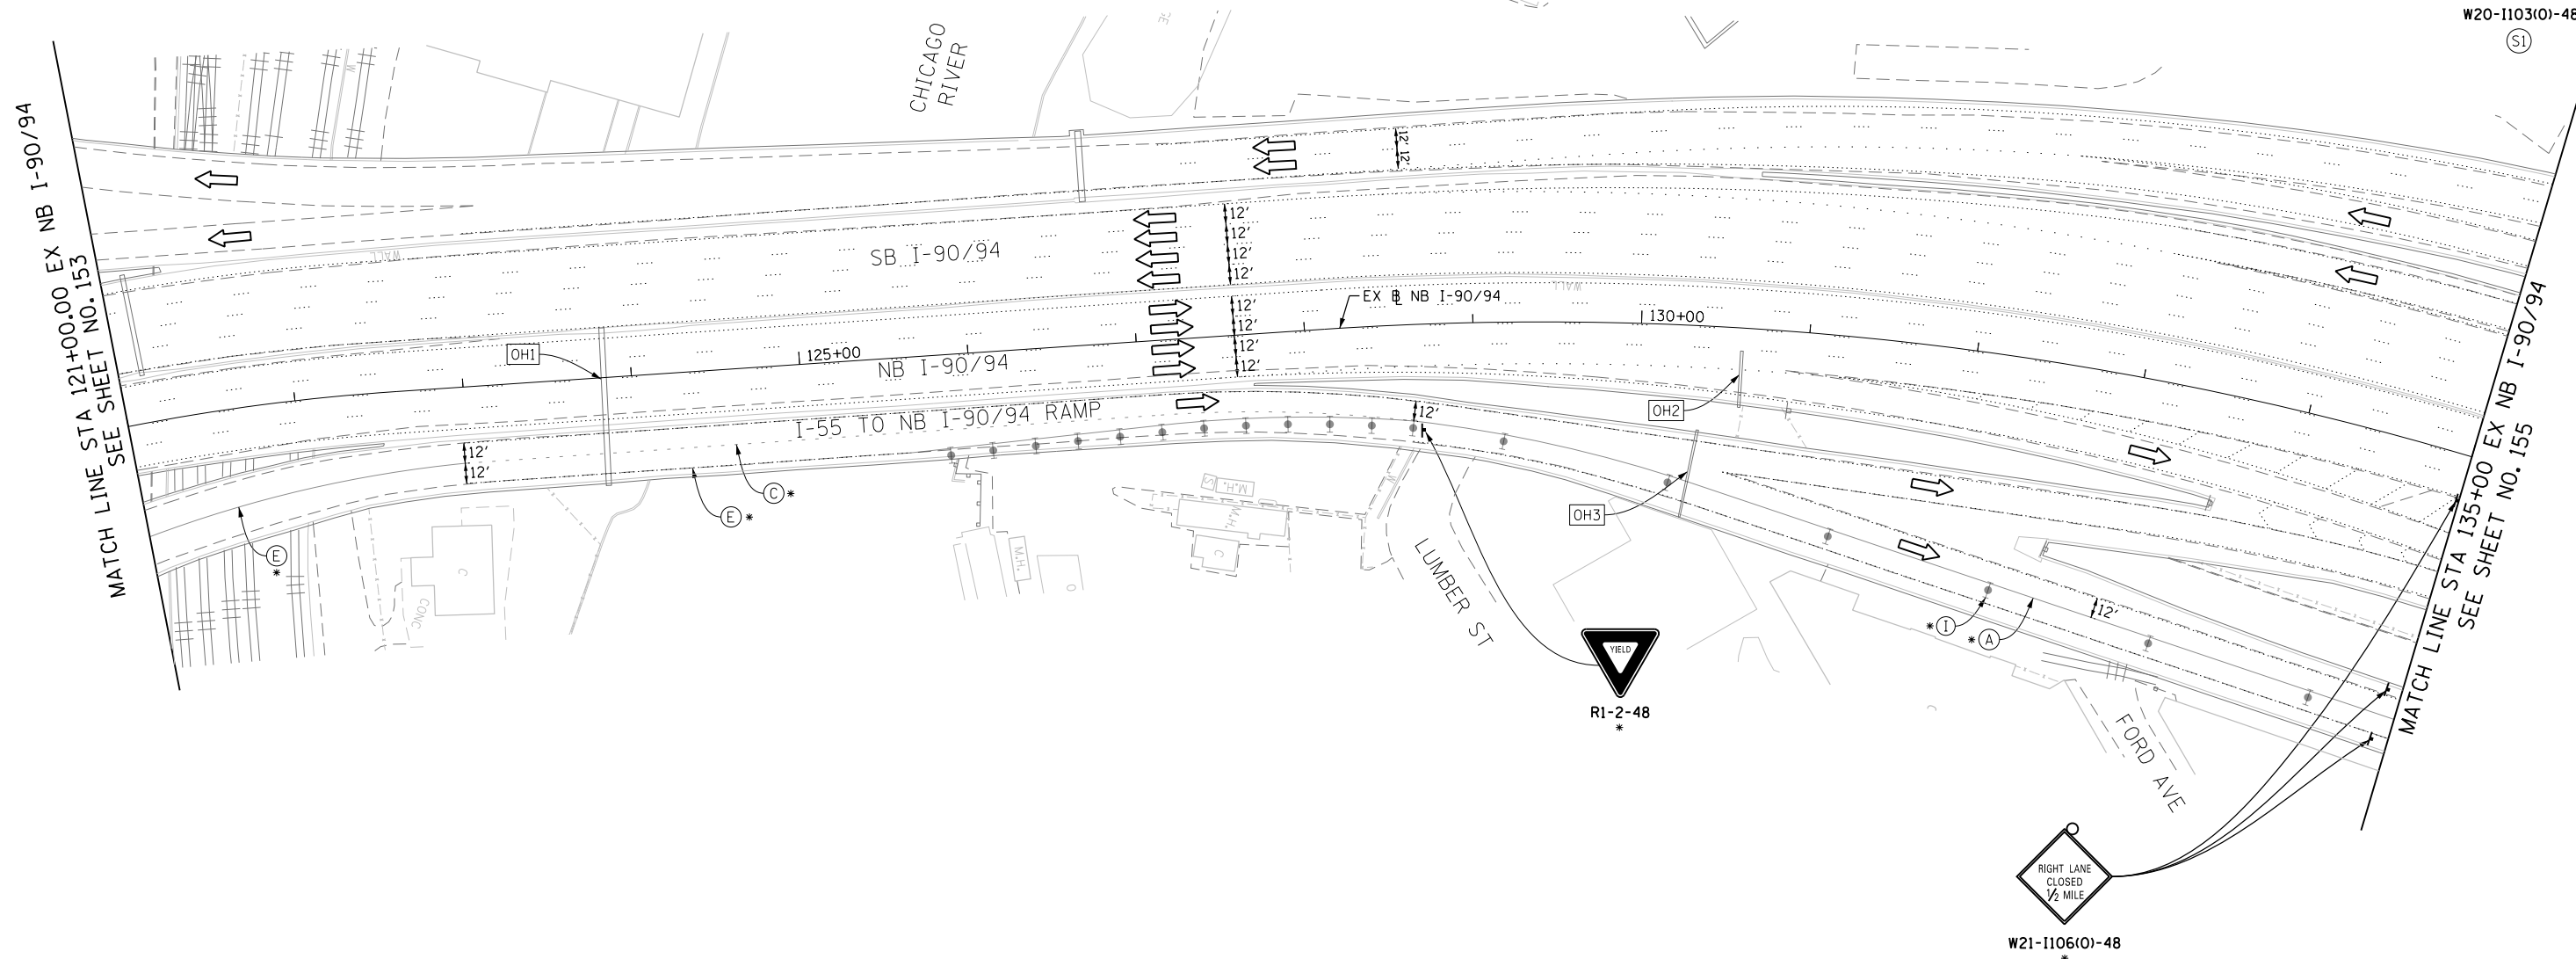 W20-I103(O)-48
S1
CHICAGO
RIVER
MATCH LINE STA 121+00.00 EX NB I-90/94
SEE SHEET NO. 153
12' 12'
WALL
SB I-90/94
12'
12'
12'
12'
WALL
EX B NB I-90/94
12'
12'
12'
12'
125+00
130+00
OH1
NB I-90/94
I-55 TO NB I-90/94 RAMP
OH2
12'
12'
12'
C *
E *
E
*
OH3
M.H.
S
M.H.
M.H.
C
C
O
CONC
LUMBER ST
YIELD
R1-2-48
*
* I
* A
12'
FORD AVE
MATCH LINE STA 135+00 EX NB I-90/94
SEE SHEET NO. 155
RIGHT LANE
CLOSED
1/2 MILE
W21-I106(O)-48
*